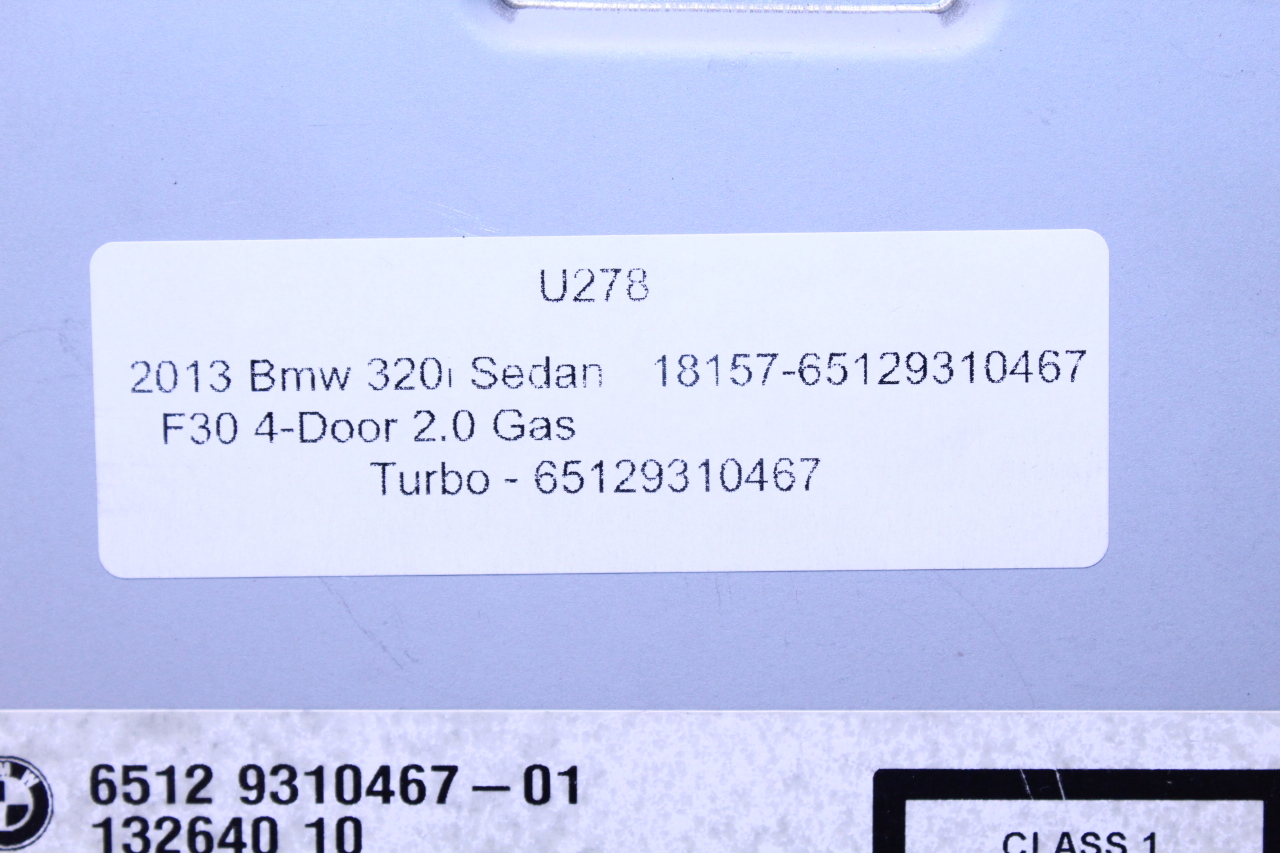 U278
2013 Bmw 320i Sedan 18157-65129310467
F30 4-Door 2.0 Gas
Turbo - 65129310467
6512 9310467-01
132640 10
CLASS 1